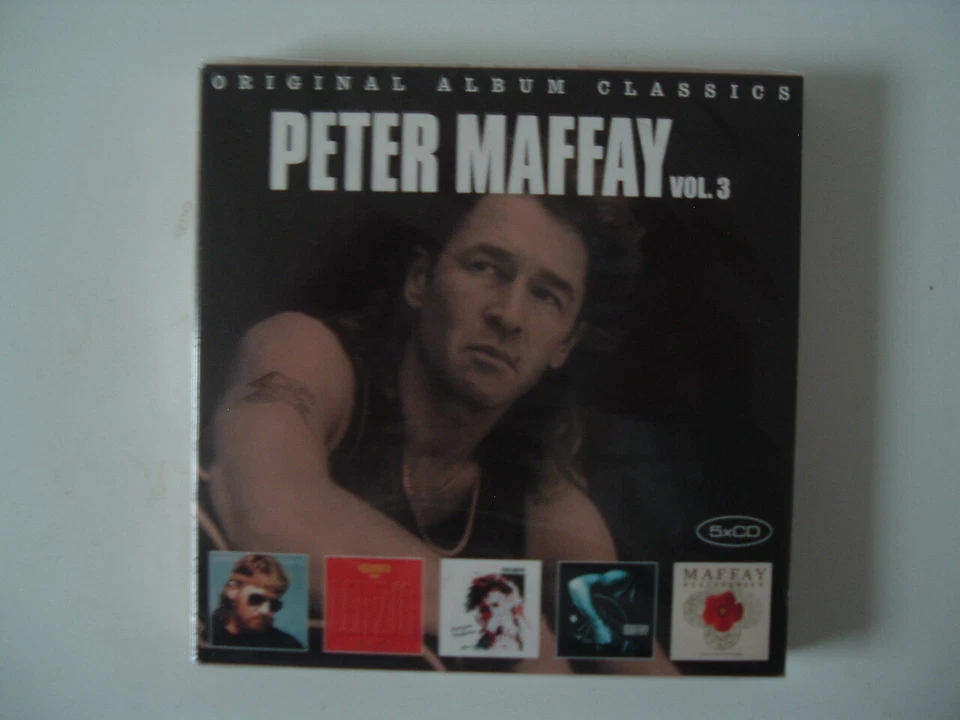 ORIGINAL ALBUM CLASSICS
PETER MAFFAY
VOL. 3
5xCD
MAFFAY